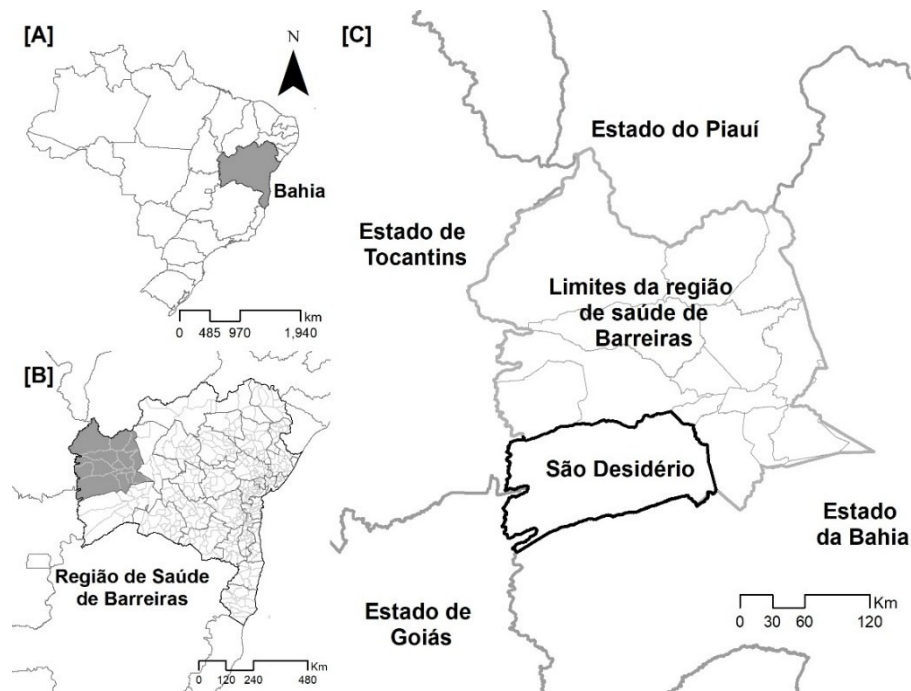 [A]
N
Bahia
km
0 485 970 1,940
[B]
Região de Saúde
de Barreiras
Km
0 120 240 480
[C]
Estado do Piauí
Estado de
Tocantins
Limites da região
de saúde de
Barreiras
São Desidério
Estado
da Bahia
Estado de
Goiás
Km
0 30 60 120